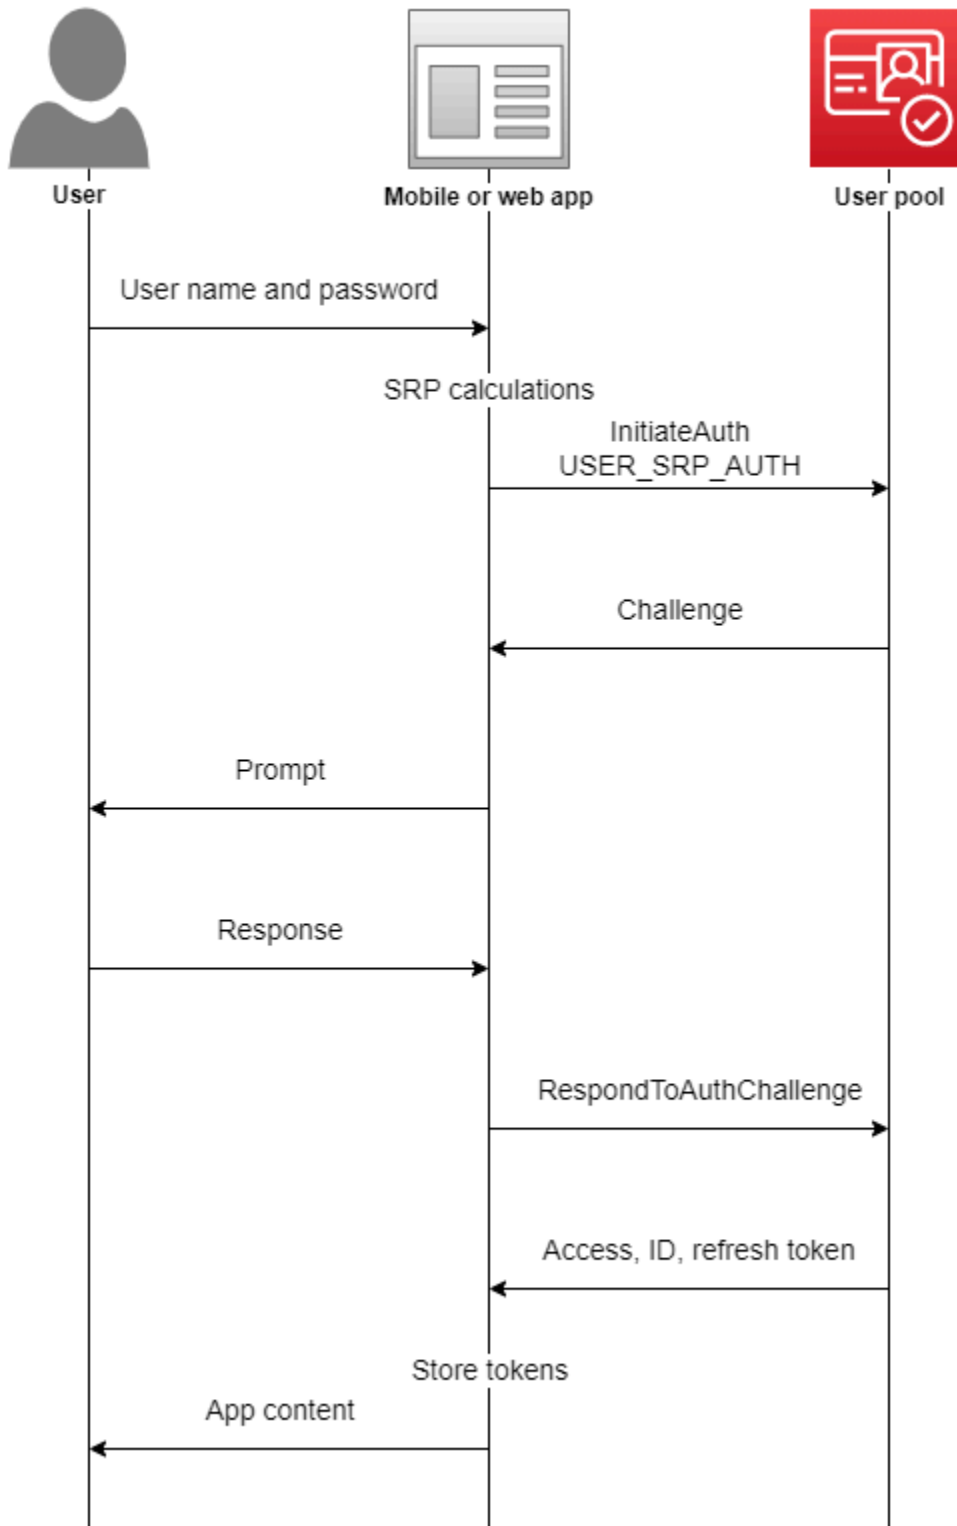 User
Mobile or web app
User pool
User name and password
SRP calculations
InitiateAuth
USER_SRP_AUTH
Challenge
Prompt
Response
RespondToAuthChallenge
Access, ID, refresh token
Store tokens
App content